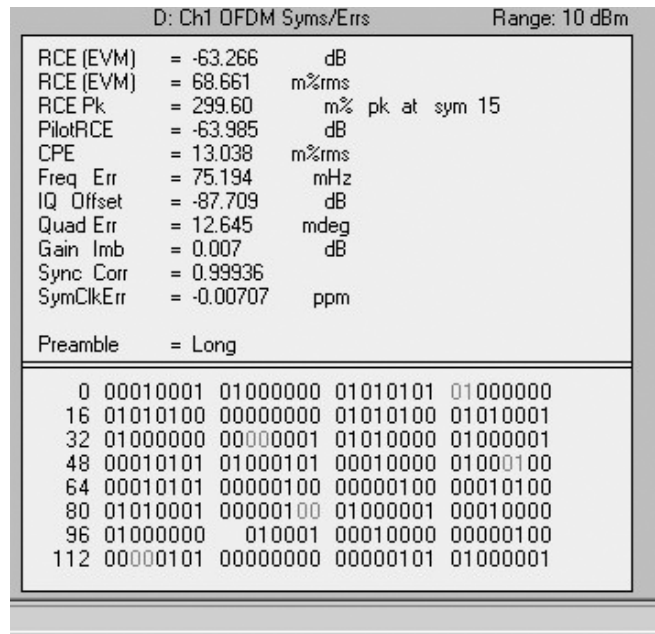 D: Ch1 OFDM Syms/Errs Range: 10 dBm
RCE (EVM) = -63.266 dB
RCE (EVM) = 68.661 m%rms
RCE Pk = 299.60 m% pk at sym 15
PilotRCE = -63.985 dB
CPE = 13.038 m%rms
Freq Err = 75.194 mHz
IQ Offset = -87.709 dB
Quad Err = 12.645 mdeg
Gain Imb = 0.007 dB
Sync Corr = 0.99936
SymClkErr = -0.00707 ppm
Preamble = Long
0 00010001 01000000 01010101 01000000
16 01010100 00000000 01010100 01010001
32 01000000 00000001 01010000 01000001
48 00010101 01000101 00010000 01000100
64 00010101 00000100 00000100 00010100
80 01010001 00000100 01000001 00010000
96 01000000 010001 00010000 00000100
112 00000101 00000000 00000101 01000001